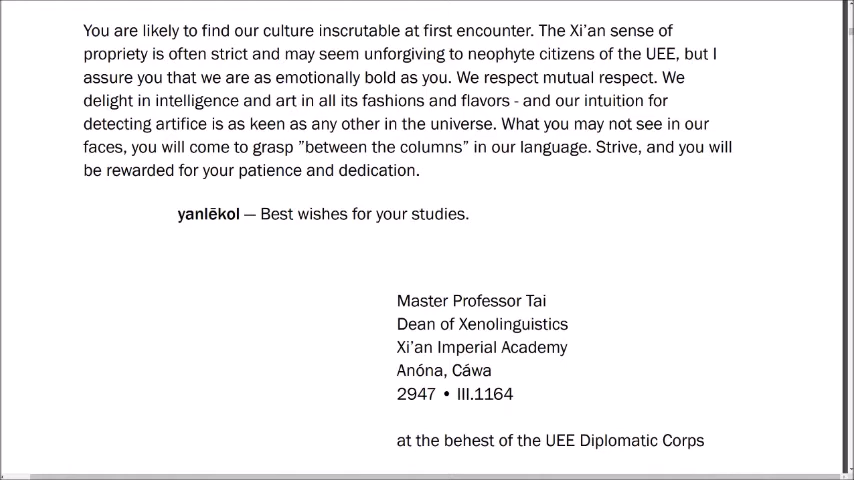 You are likely to find our culture inscrutable at first encounter. The Xi’an sense of
propriety is often strict and may seem unforgiving to neophyte citizens of the UEE, but I
assure you that we are as emotionally bold as you. We respect mutual respect. We
delight in intelligence and art in all its fashions and flavors - and our intuition for
detecting artifice is as keen as any other in the universe. What you may not see in our
faces, you will come to grasp ”between the columns” in our language. Strive, and you will
be rewarded for your patience and dedication.
yanlēkol — Best wishes for your studies.
Master Professor Tai
Dean of Xenolinguistics
Xi’an Imperial Academy
Anóna, Cáwa
2947 • III.1164
at the behest of the UEE Diplomatic Corps